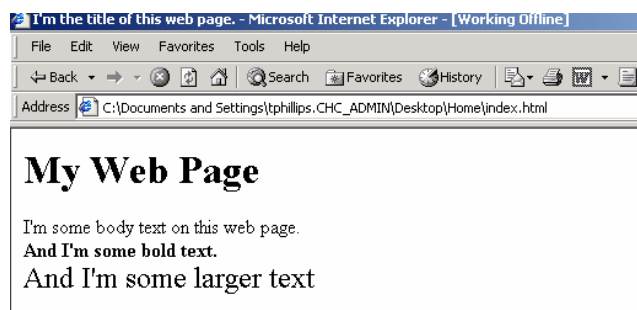 I'm the title of this web page. - Microsoft Internet Explorer - [Working Offline]
File Edit View Favorites Tools Help
Back Search Favorites History
Address C:\Documents and Settings\tphillips.CHC_ADMIN\Desktop\Home\index.html
My Web Page
I'm some body text on this web page.
And I'm some bold text.
And I'm some larger text